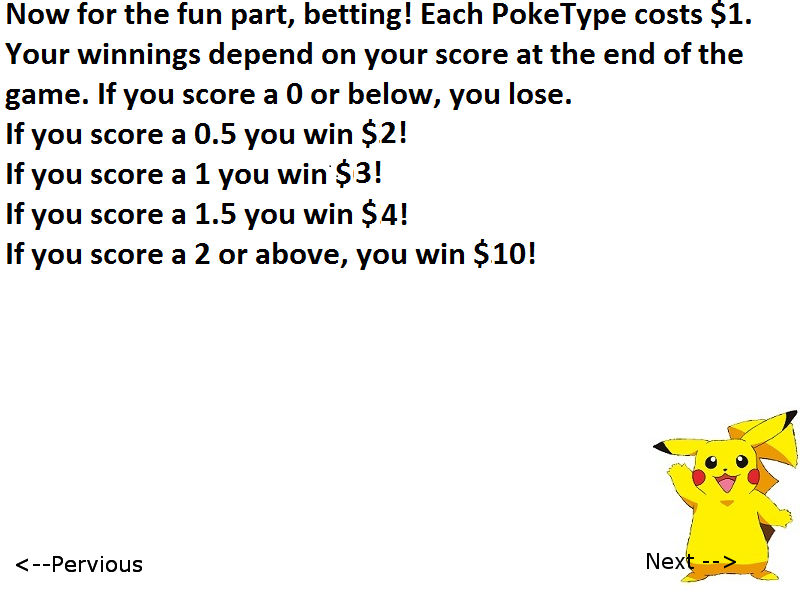 Now for the fun part, betting! Each PokeType costs $1.
Your winnings depend on your score at the end of the
game. If you score a 0 or below, you lose.
If you score a 0.5 you win $2!
If you score a 1 you win $3!
If you score a 1.5 you win $4!
If you score a 2 or above, you win $10!
<--Pervious
Next -->